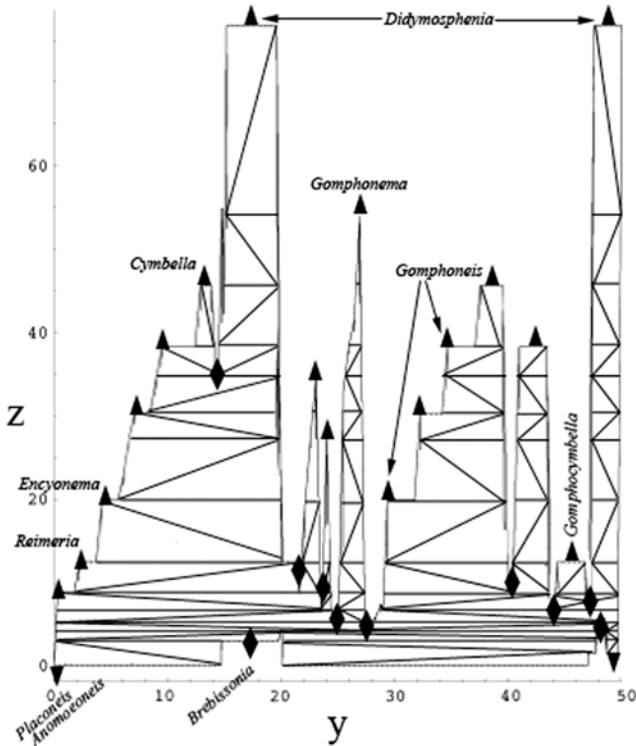 Didymosphenia
60
Gomphonema
Cymbella
Gomphoneis
40
z
Gomphocymbella
Encyonema
20
Reimeria
0
0 10 20 30 40 50
Placoneis
Anomoeoneis
Brebissonia
y